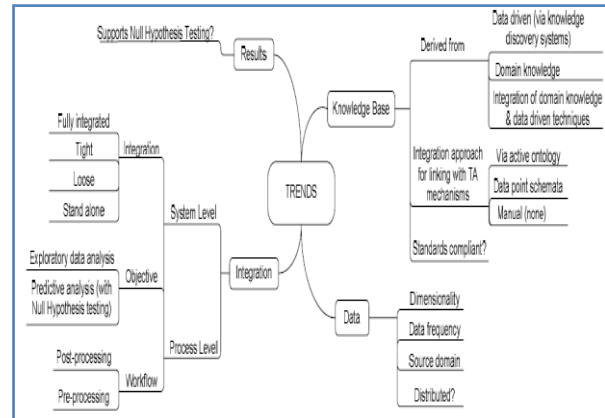 Supports Null Hypothesis Testing?
Results
Fully integrated
Tight
Loose
Stand alone
Integration
System Level
Exploratory data analysis
Predictive analysis (with
Null Hypothesis testing)
Objective
Post-processing
Pre-processing
Workflow
Process Level
Integration
TRENDS
Knowledge Base
Derived from
Data driven (via knowledge
discovery systems)
Domain knowledge
Integration of domain knowledge
& data driven techniques
Integration approach
for linking with TA
mechanisms
Via active ontology
Data point schemata
Manual (none)
Standards compliant?
Data
Dimensionality
Data frequency
Source domain
Distributed?